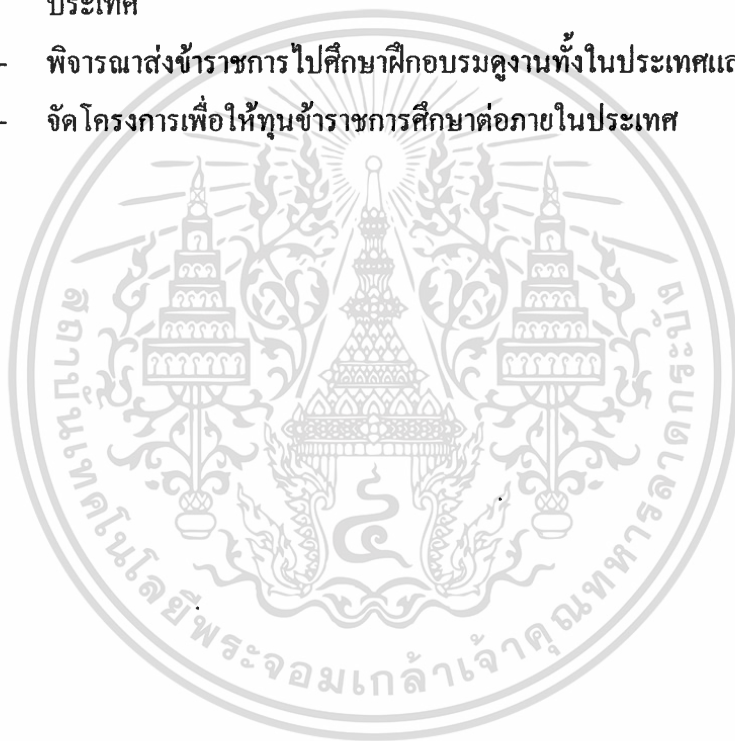 ประเทศ
- พิจารณาส่งข้าราชการไปศึกษาฝึกอบรมดูงานทั้งในประเทศและ
- จัดโครงการเพื่อให้ทุนข้าราชการศึกษาต่อภายในประเทศ
๔
สถาบันเทคโนโลยีพระจอมเกล้าเจ้าคุณทหารลาดกระบัง